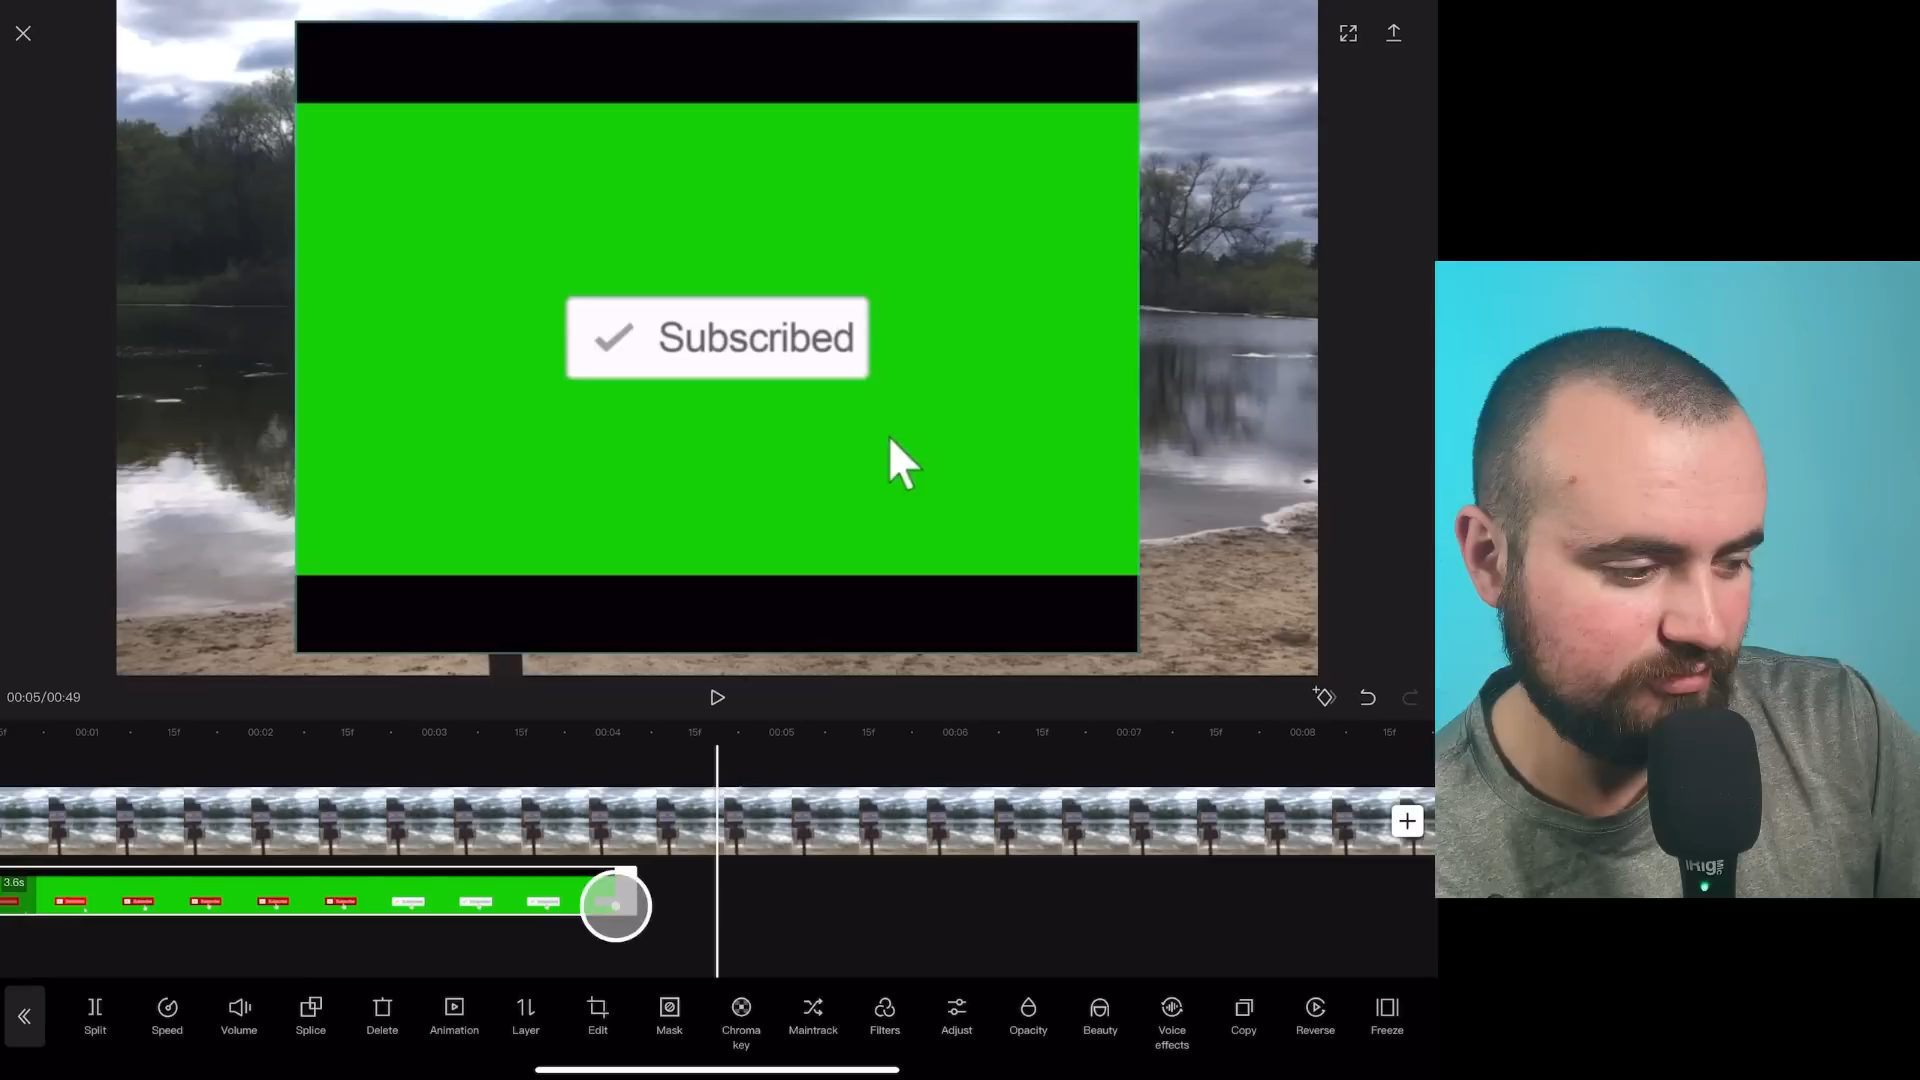 Subscribed
00:05/00:49
00:01
15f
00:02
15f
00:03
15f
00:04
15f
00:05
15f
00:06
15f
00:07
15f
00:08
15f
3.6s
Split
Speed
Volume
Splice
Delete
Animation
Layer
Edit
Mask
Chroma
key
Maintrack
Filters
Adjust
Opacity
Beauty
Voice
effects
Copy
Reverse
Freeze
iRig